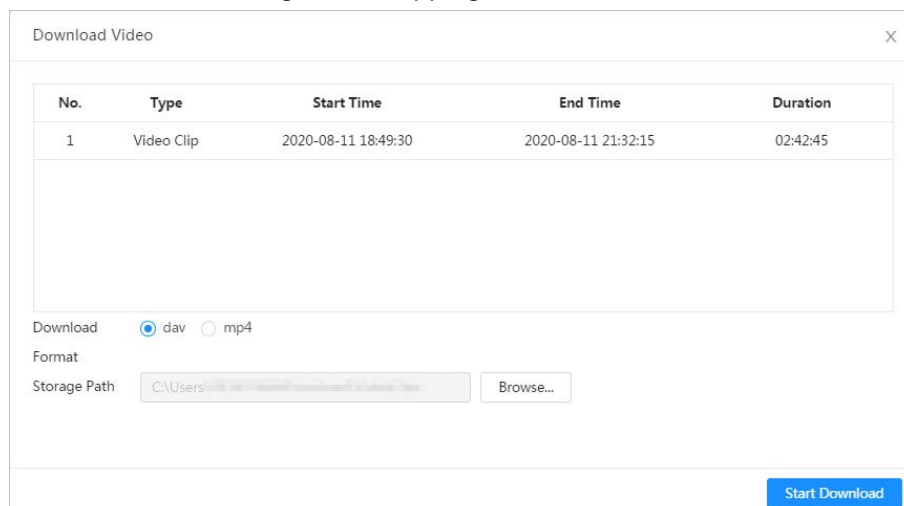 Download Video X
No. Type Start Time End Time Duration
1 Video Clip 2020-08-11 18:49:30 2020-08-11 21:32:15 02:42:45
Download dav mp4
Format
Storage Path C:\Users Browse...
Start Download